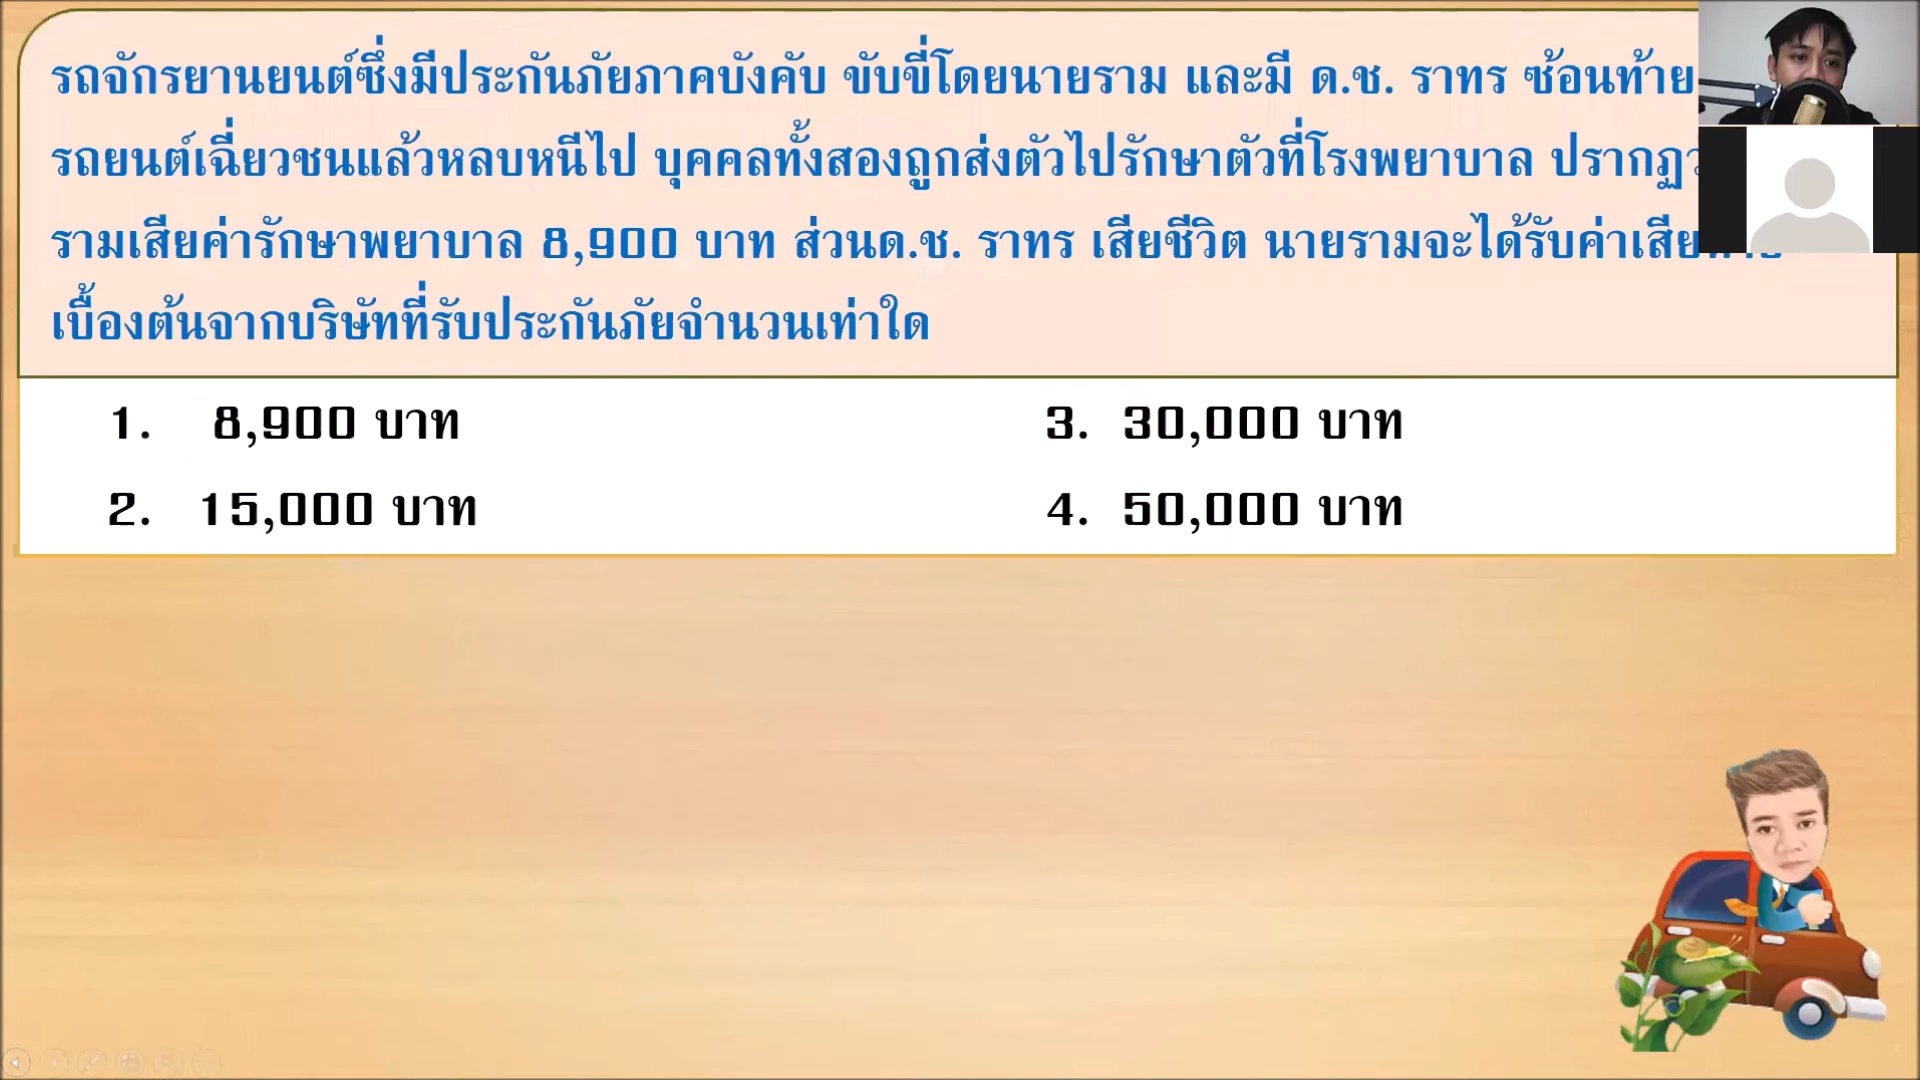 รถจักรยานยนต์ซึ่งมีประกันภัยภาคบังคับ ขับขี่โดยนายราม และมี ด.ช. ราทร ซ้อนท้าย
รถยนต์เฉี่ยวชนแล้วหลบหนีไป บุคคลทั้งสองถูกส่งตัวไปรักษาตัวที่โรงพยาบาล
รามเสียค่ารักษาพยาบาล 8,900 บาท ส่วนด.ช. ราทร เสียชีวิต นายรามจะได้รับค่าเสียหาย
เบื้องต้นจากบริษัทที่รับประกันภัยจำนวนเท่าใด
1. 8,900 บาท
2. 15,000 บาท
3. 30,000 บาท
4. 50,000 บาท